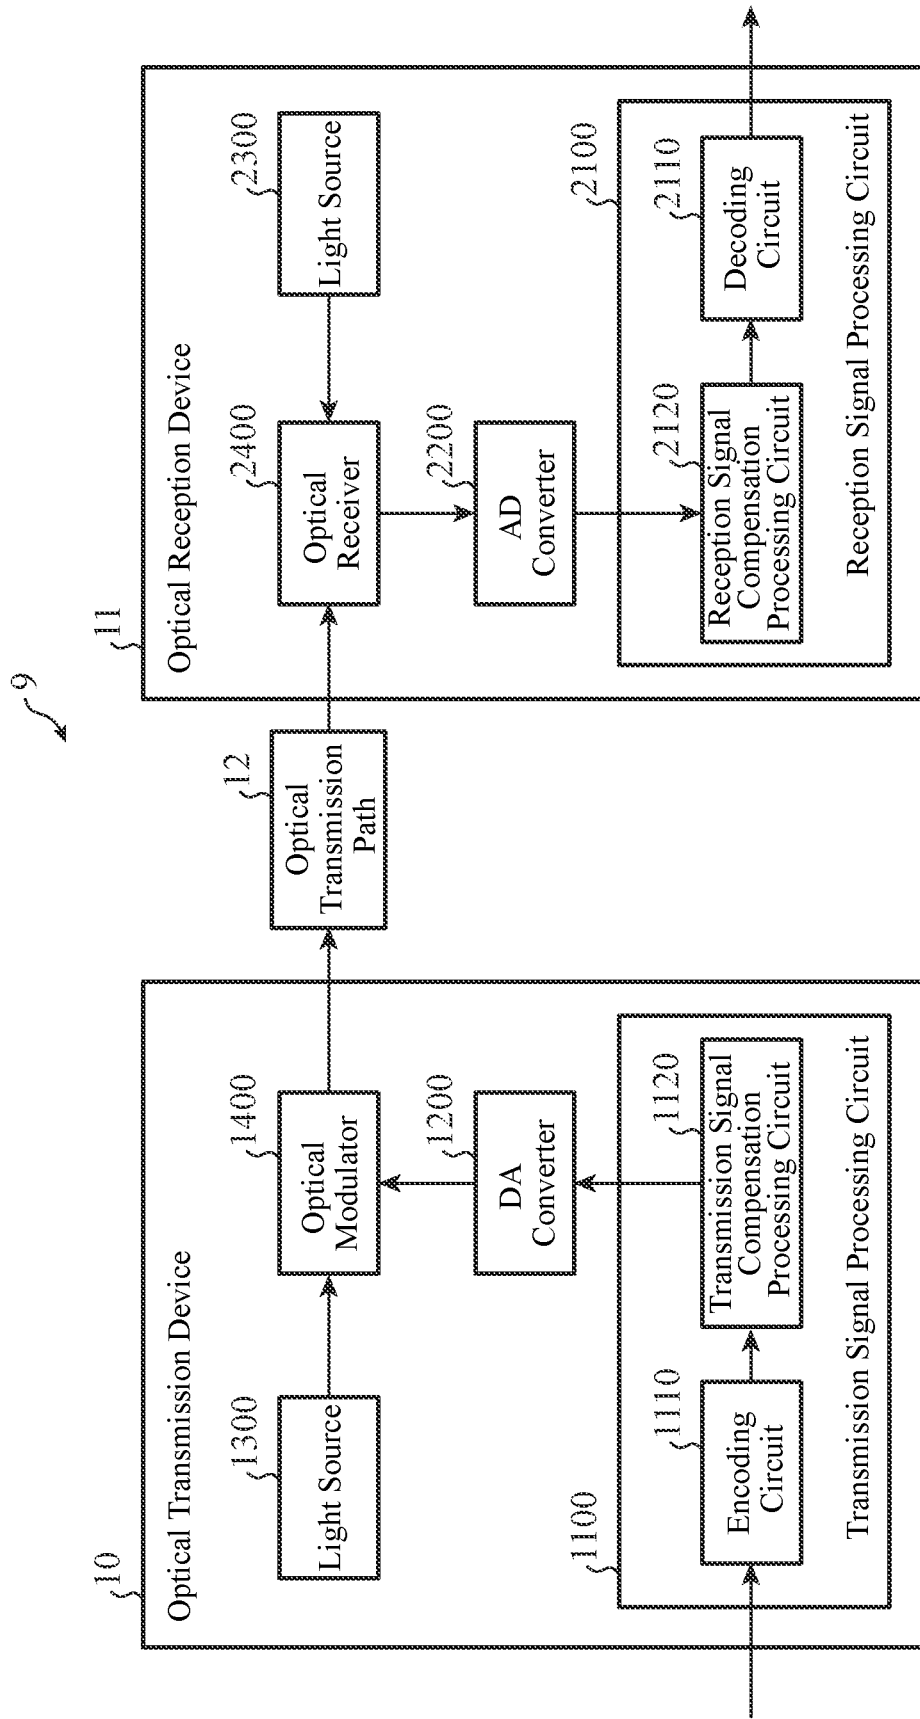 9
10
Optical Transmission Device
1300
Light Source
1400
Optical
Modulator
1200
DA
Converter
1100
1110
Encoding
Circuit
1120
Transmission Signal
Compensation
Processing Circuit
Transmission Signal Processing Circuit
12
Optical
Transmission
Path
11
Optical Reception Device
2400
Optical
Receiver
2300
Light Source
2200
AD
Converter
2100
2120
Reception Signal
Compensation
Processing Circuit
2110
Decoding
Circuit
Reception Signal Processing Circuit